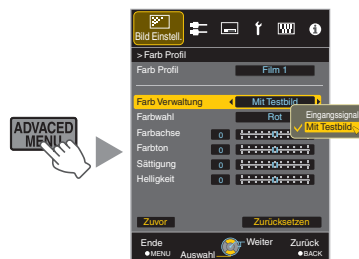 ADVACED
MENU
Bild Einstell.
> Farb Profil
Farb Profil Film 1
Farb Verwaltung Mit Testbild
Eingangssignal
✓ Mit Testbild
Farbwahl Rot
Farbachse 0
Farbton 0
Sättigung 0
Helligkeit 0
Zuvor Zurücksetzen
Ende Weiter Zurück
●MENU Auswahl ●BACK